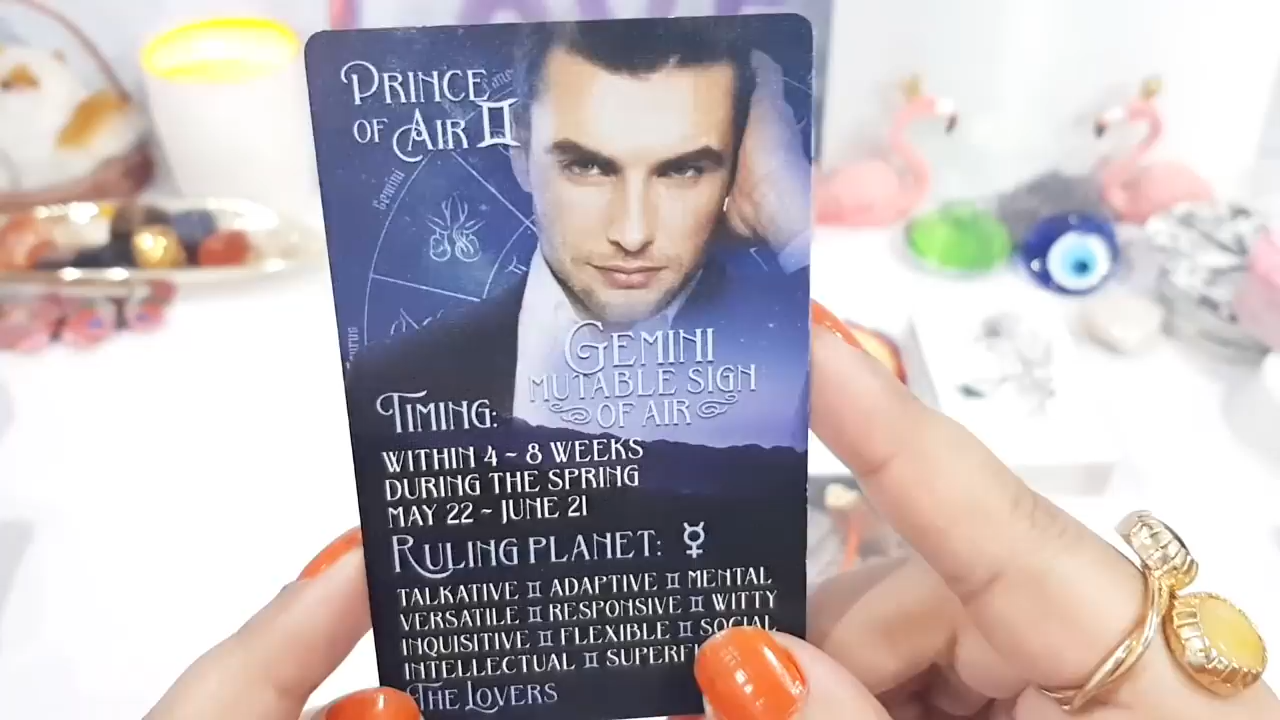 PRINCE
OF AIR ♊
Gemini
GEMINI
MUTABLE SIGN
OF AIR
TIMING:
WITHIN 4 ~ 8 WEEKS
DURING THE SPRING
MAY 22 ~ JUNE 21
RULING PLANET: ☿
TALKATIVE ♊ ADAPTIVE ♊ MENTAL
VERSATILE ♊ RESPONSIVE ♊ WITTY
INQUISITIVE ♊ FLEXIBLE ♊ SOCIAL
INTELLECTUAL ♊
THE LOVERS